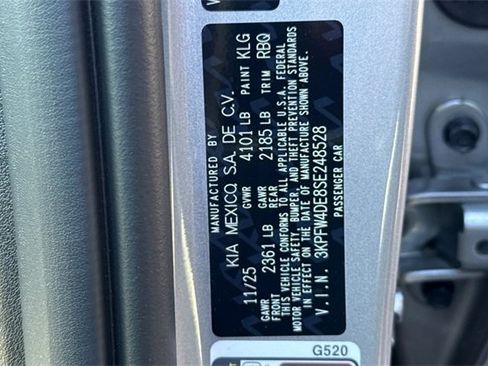 MANUFACTURED BY
KIA MEXICO, S.A. DE C.V.
11/25 GVWR 4101 LB PAINT KLG
GAWR FRONT 2361 LB GAWR REAR 2185 LB TRIM RBQ
THIS VEHICLE CONFORMS TO ALL APPLICABLE U.S.A. FEDERAL
MOTOR VEHICLE SAFETY, BUMPER, AND THEFT PREVENTION STANDARDS
IN EFFECT ON THE DATE OF MANUFACTURE SHOWN ABOVE.
V.I.N. 3KPFW4DE8SE248528
PASSENGER CAR
G520